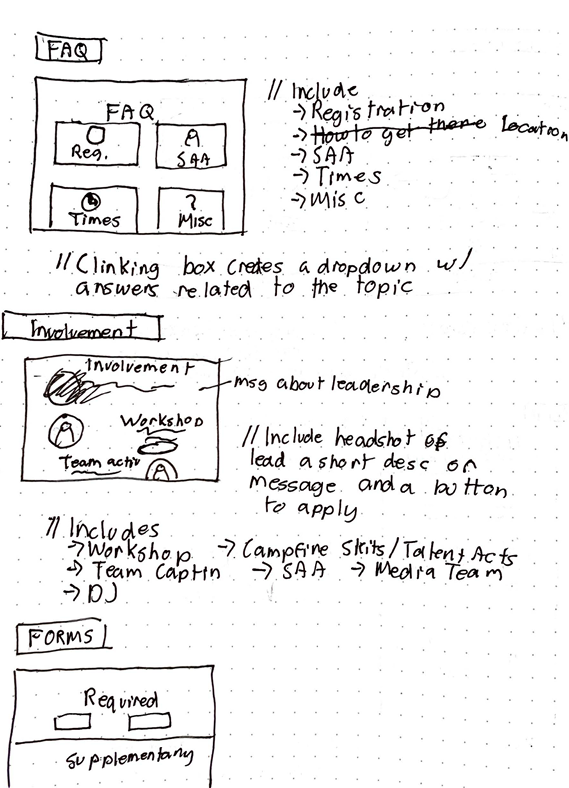 FAQ
FAQ
Reg.
SAA
Times
? Misc
// Include
→ Registration
→ How to get there Location
→ SAA
→ Times
→ Misc
// Clinking box creates a dropdown w/
answers related to the topic
Involvement
Involvement
msg about leadership
Workshop
Team activ
// Include headshot of
lead a short desc or
message and a button
to apply
// Includes
→ Workshop → Campfire Skits/Talent Acts
→ Team Captin → SAA → Media Team
→ DJ
FORMS
Required
Supplementary